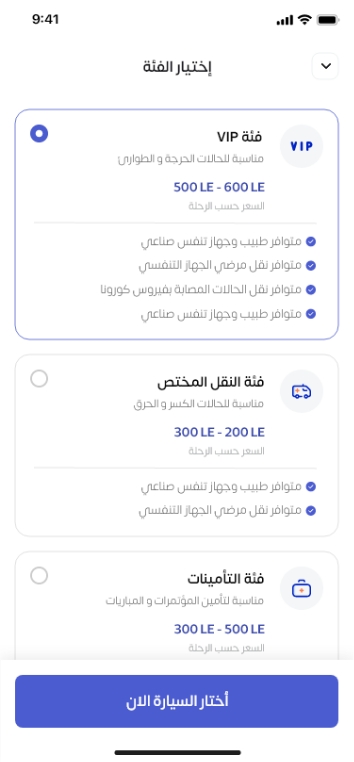 9:41
إختيار الفئة
VIP
فئة VIP
مناسبة للحالات الحرجة و الطوارئ
500 LE - 600 LE
السعر حسب الرحلة
متوافر طبيب وجهاز تنفس صناعي
متوافر نقل مرضي الجهاز التنفسي
متوافر نقل الحالات المصابة بفيروس كورونا
متوافر طبيب وجهاز تنفس صناعي
فئة النقل المختص
مناسبة للحالات الكسر و الحرق
300 LE - 200 LE
السعر حسب الرحلة
متوافر طبيب وجهاز تنفس صناعي
متوافر نقل مرضي الجهاز التنفسي
فئة التأمينات
مناسبة لتأمين المؤتمرات و المباريات
300 LE - 500 LE
السعر حسب الرحلة
أختار السيارة الان